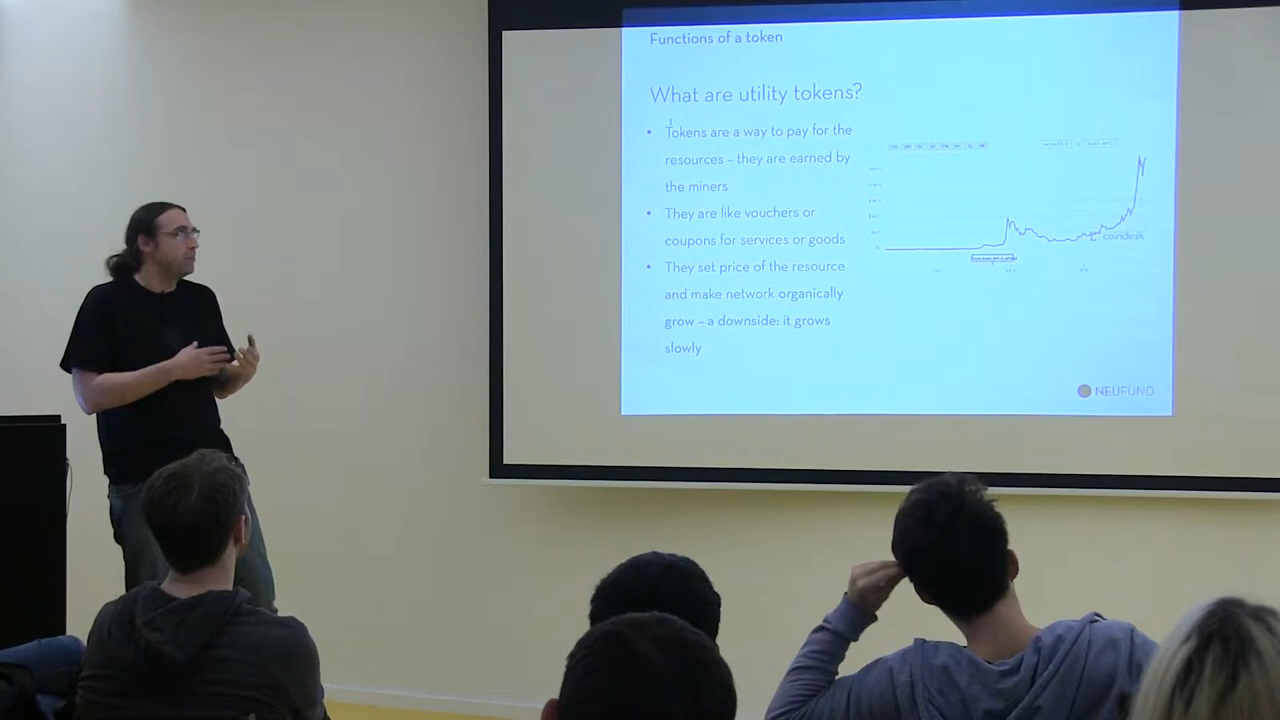 Functions of a token
What are utility tokens?
• Tokens are a way to pay for the
resources – they are earned by
the miners
• They are like vouchers or
coupons for services or goods
• They set price of the resource
and make network organically
grow – a downside: it grows
slowly
coindesk
NEUFUND